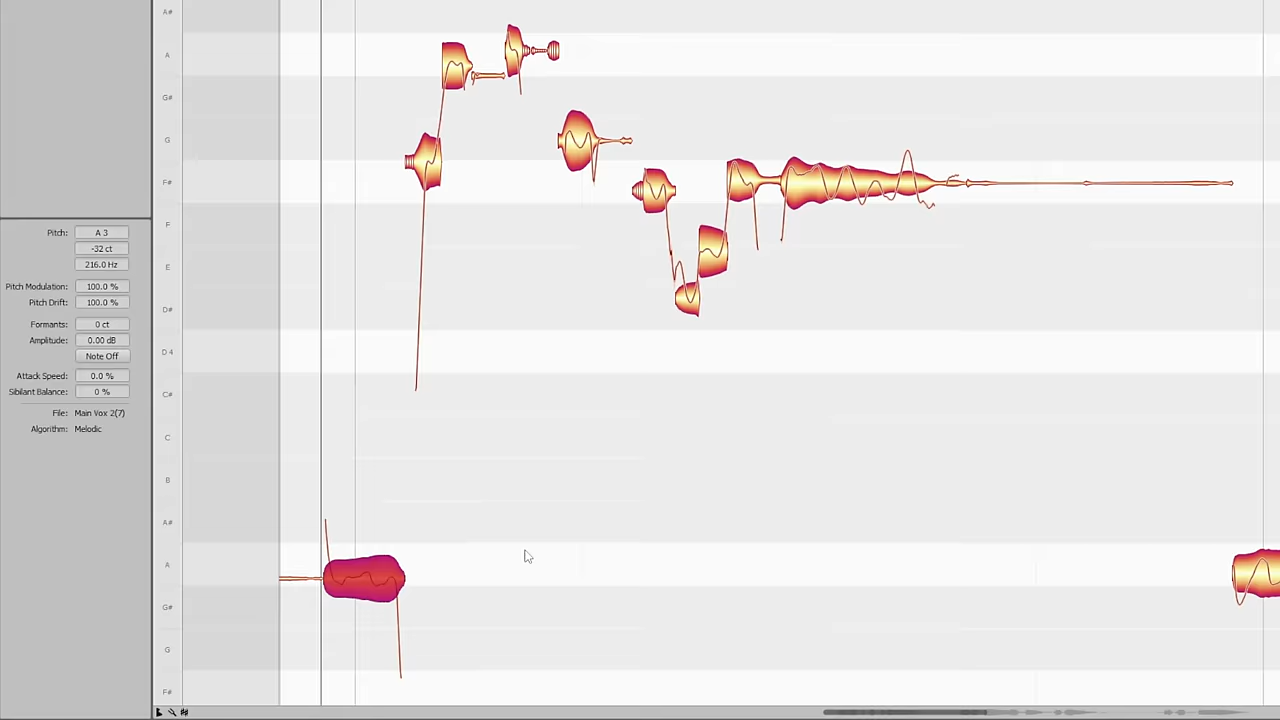 A#
A
G#
G
F#
F
E
D#
D 4
C#
C
B
A#
A
G#
G
F#
Pitch: A 3
-32 ct
216.0 Hz
Pitch Modulation: 100.0 %
Pitch Drift: 100.0 %
Formants: 0 ct
Amplitude: 0.00 dB
Note Off
Attack Speed: 0.0 %
Sibilant Balance: 0 %
File: Main Vox 2(7)
Algorithm: Melodic